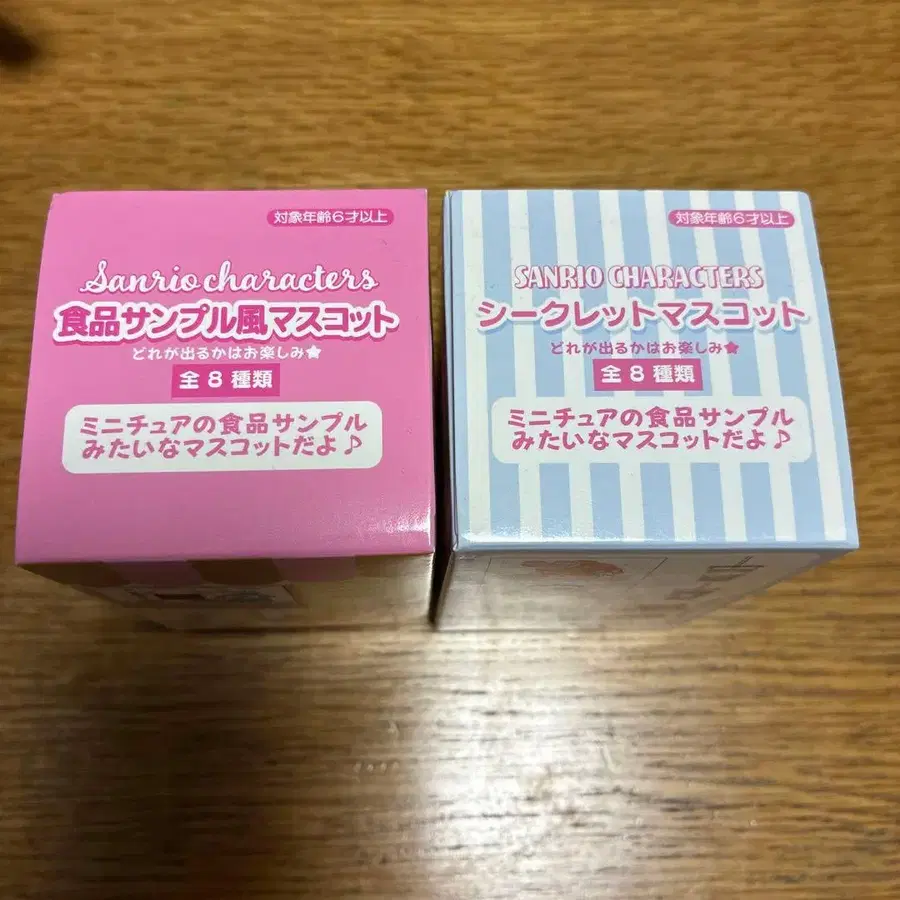 対象年齢6才以上
Sanrio characters
食品サンプル風マスコット
どれが出るかはお楽しみ★
全8種類
ミニチュアの食品サンプル
みたいなマスコットだよ♪
対象年齢6才以上
SANRIO CHARACTERS
シークレットマスコット
どれが出るかはお楽しみ★
全8種類
ミニチュアの食品サンプル
みたいなマスコットだよ♪